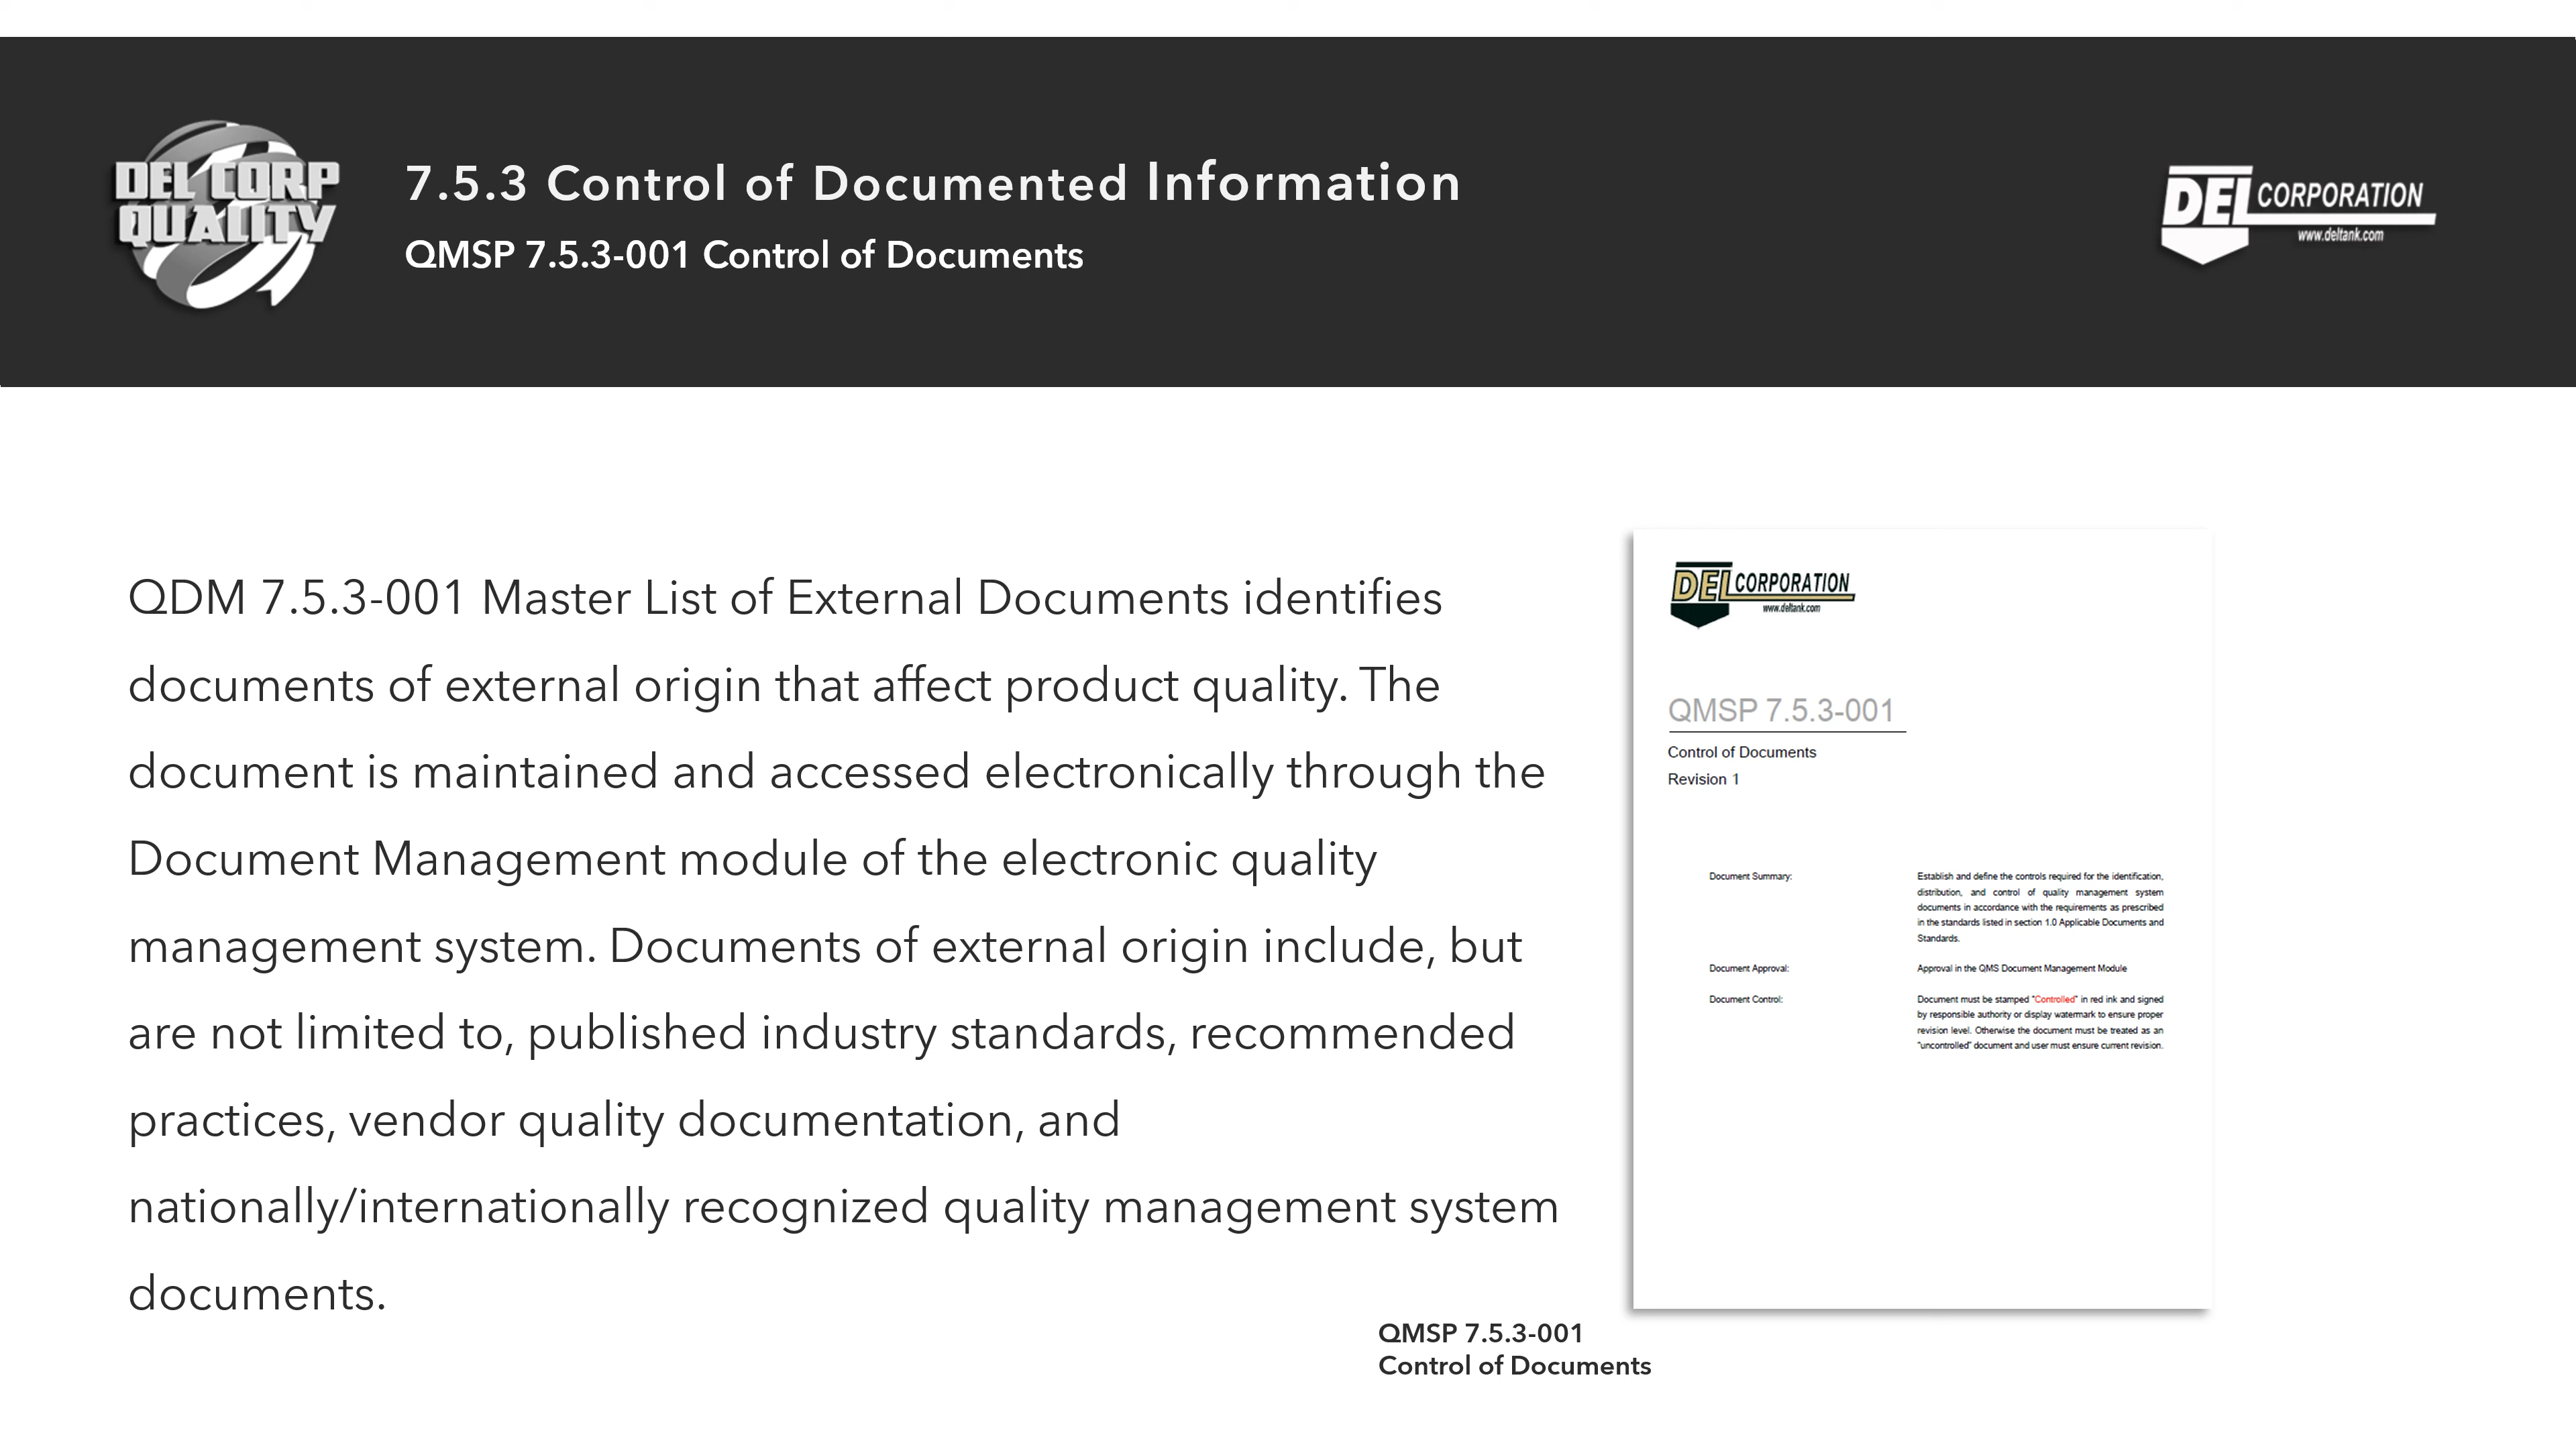 DEL CORP
QUALITY
7.5.3 Control of Documented Information
QMSP 7.5.3-001 Control of Documents
DEL CORPORATION
www.deltank.com
QDM 7.5.3-001 Master List of External Documents identifies
documents of external origin that affect product quality. The
document is maintained and accessed electronically through the
Document Management module of the electronic quality
management system. Documents of external origin include, but
are not limited to, published industry standards, recommended
practices, vendor quality documentation, and
nationally/internationally recognized quality management system
documents.
DEL CORPORATION
www.deltank.com
QMSP 7.5.3-001
Control of Documents
Revision 1
Document Summary:
Establish and define the controls required for the identification,
distribution, and control of quality management system
documents in accordance with the requirements as prescribed
in the standards listed in section 1.0 Applicable Documents and
Standards.
Document Approval:
Approval in the QMS Document Management Module
Document Control:
Document must be stamped "Controlled" in red ink and signed
by responsible authority or display watermark to ensure proper
revision level. Otherwise the document must be treated as an
"uncontrolled" document and user must ensure current revision.
QMSP 7.5.3-001
Control of Documents